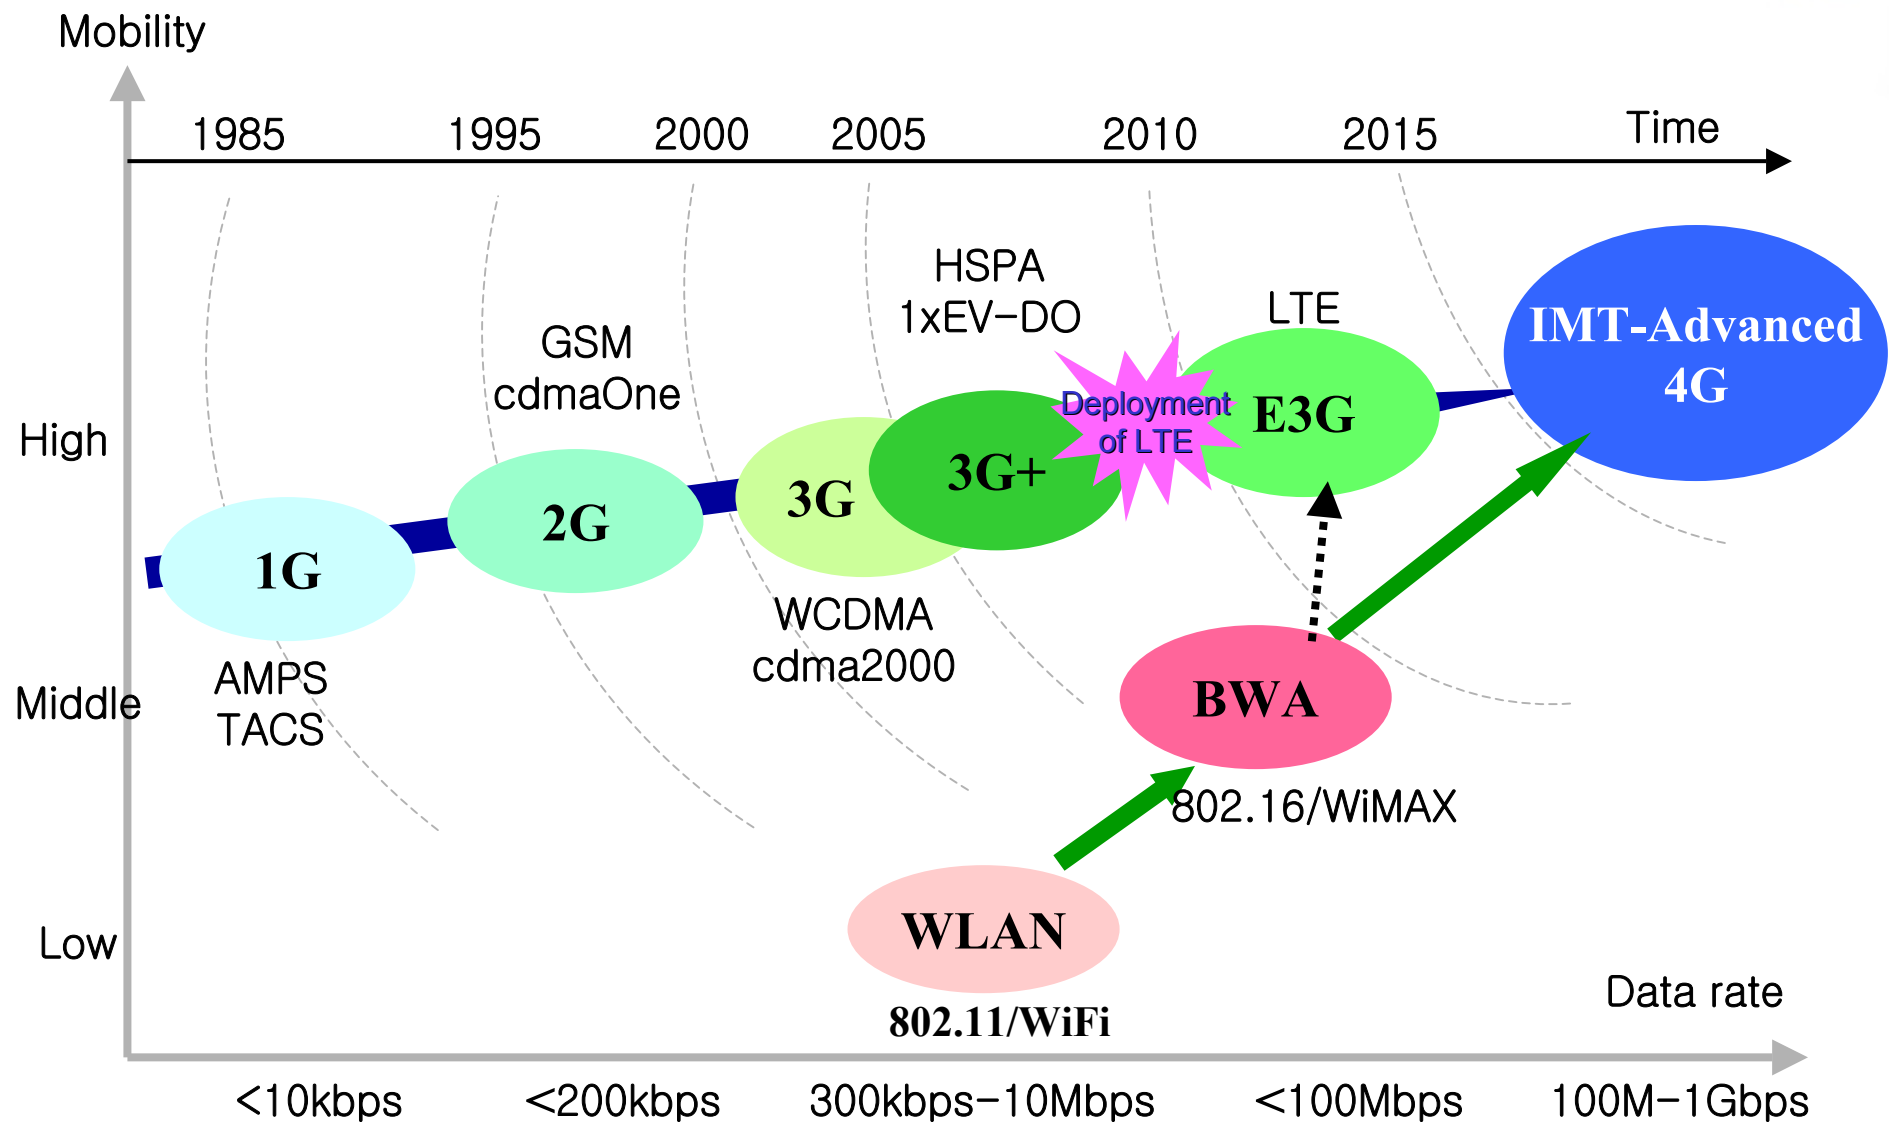 Mobility
1985 1995 2000 2005 2010 2015 Time
HSPA
1xEV-DO
LTE
GSM
cdmaOne
IMT-Advanced
4G
High
Deployment
of LTE
E3G
3G+
3G
2G
1G
WCDMA
cdma2000
AMPS
TACS
Middle
BWA
802.16/WiMAX
Low
WLAN
802.11/WiFi
Data rate
<10kbps <200kbps 300kbps-10Mbps <100Mbps 100M-1Gbps